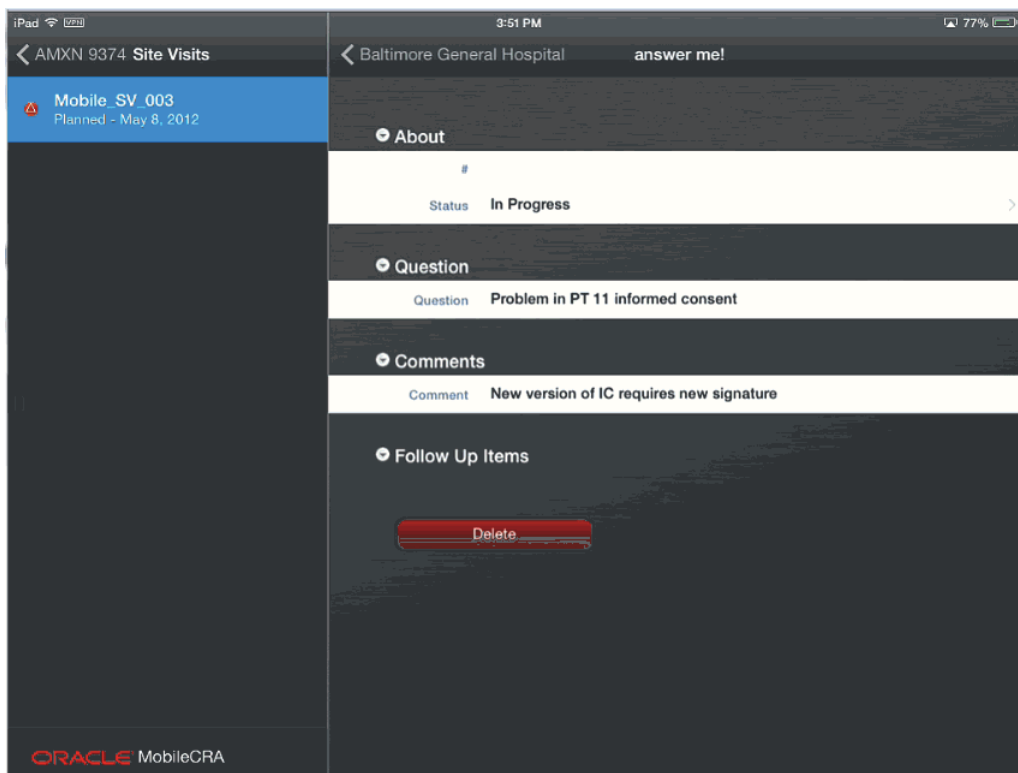 iPad VPN 3:51 PM 77%
AMXN 9374 Site Visits
Baltimore General Hospital answer me!
Mobile_SV_003
Planned - May 8, 2012
About
#
Status In Progress
Question
Question Problem in PT 11 informed consent
Comments
Comment New version of IC requires new signature
Follow Up Items
Delete
ORACLE MobileCRA